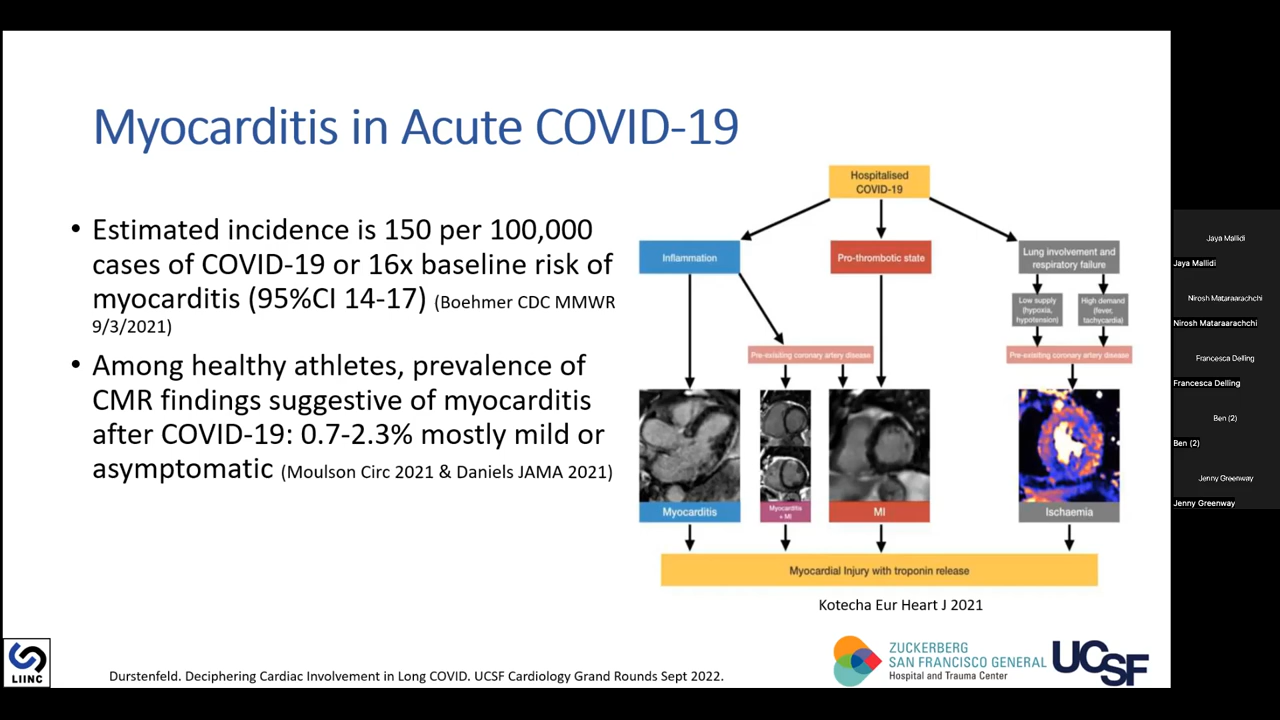 Myocarditis in Acute COVID-19
• Estimated incidence is 150 per 100,000
cases of COVID-19 or 16x baseline risk of
myocarditis (95%CI 14-17) (Boehmer CDC MMWR
9/3/2021)
• Among healthy athletes, prevalence of
CMR findings suggestive of myocarditis
after COVID-19: 0.7-2.3% mostly mild or
asymptomatic (Moulson Circ 2021 & Daniels JAMA 2021)
Hospitalised
COVID-19
Inflammation
Pro-thrombotic state
Lung involvement and
respiratory failure
Low supply
(hypoxia,
hypotension)
High demand
(fever,
tachycardia)
Pre-existing coronary artery disease
Pre-existing coronary artery disease
Myocarditis
Myocarditis
+ MI
MI
Ischaemia
Myocardial Injury with troponin release
Kotecha Eur Heart J 2021
LIINC
Durstenfeld. Deciphering Cardiac Involvement in Long COVID. UCSF Cardiology Grand Rounds Sept 2022.
ZUCKERBERG
SAN FRANCISCO GENERAL
Hospital and Trauma Center
UCSF
Jaya Mallidi
Jaya Mallidi
Nirosh Mataraarachchi
Nirosh Mataraarachchi
Francesca Delling
Francesca Delling
Ben (2)
Ben (2)
Jenny Greenway
Jenny Greenway